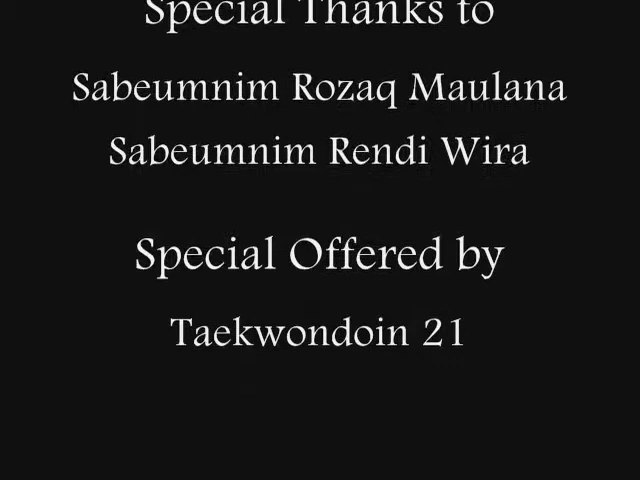 Special Thanks to
Sabeumnim Rozaq Maulana
Sabeumnim Rendi Wira
Special Offered by
Taekwondoin 21